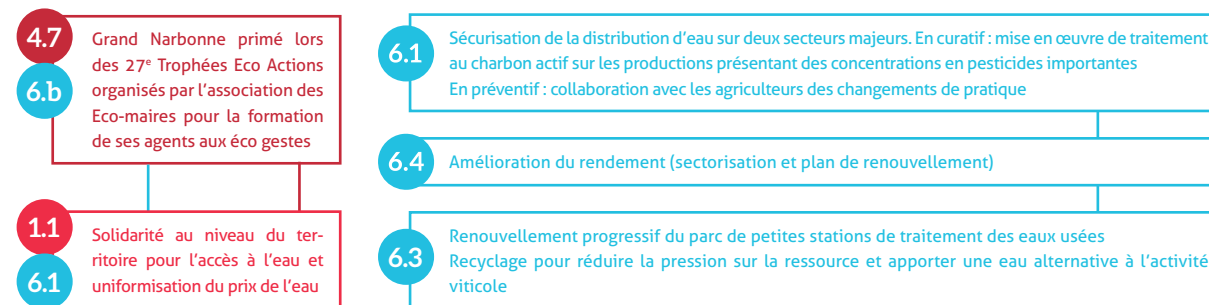 4.7
6.b
Grand Narbonne primé lors
des 27e Trophées Eco Actions
organisés par l'association des
Eco-maires pour la formation
de ses agents aux éco gestes
1.1
6.1
Solidarité au niveau du ter-
ritoire pour l'accès à l'eau et
uniformisation du prix de l'eau
6.1
Sécurisation de la distribution d'eau sur deux secteurs majeurs. En curatif : mise en œuvre de traitement
au charbon actif sur les productions présentant des concentrations en pesticides importantes
En préventif : collaboration avec les agriculteurs des changements de pratique
6.4
Amélioration du rendement (sectorisation et plan de renouvellement)
6.3
Renouvellement progressif du parc de petites stations de traitement des eaux usées
Recyclage pour réduire la pression sur la ressource et apporter une eau alternative à l'activité
viticole